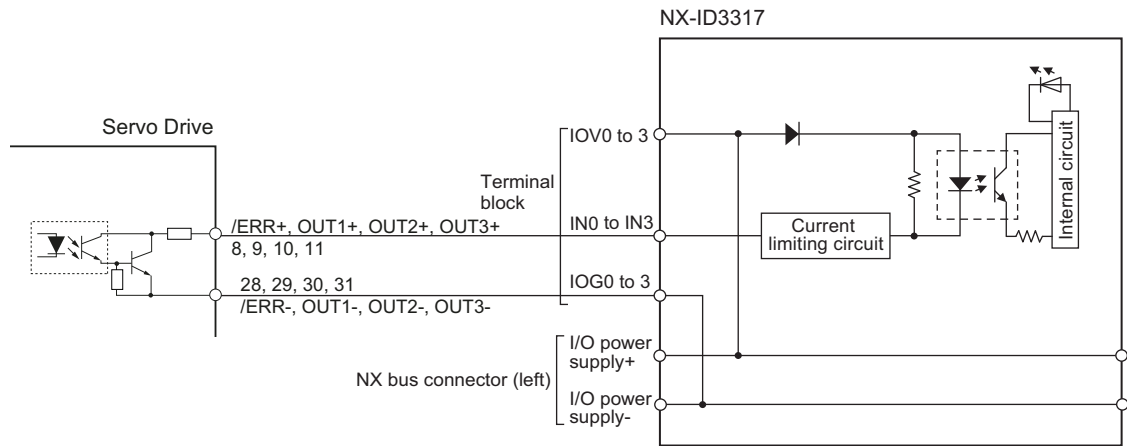 NX-ID3317
Servo Drive
Terminal
block
IOV0 to 3
/ERR+, OUT1+, OUT2+, OUT3+
8, 9, 10, 11
IN0 to IN3
Current
limiting circuit
Internal circuit
28, 29, 30, 31
/ERR-, OUT1-, OUT2-, OUT3-
IOG0 to 3
NX bus connector (left)
I/O power
supply+
I/O power
supply-